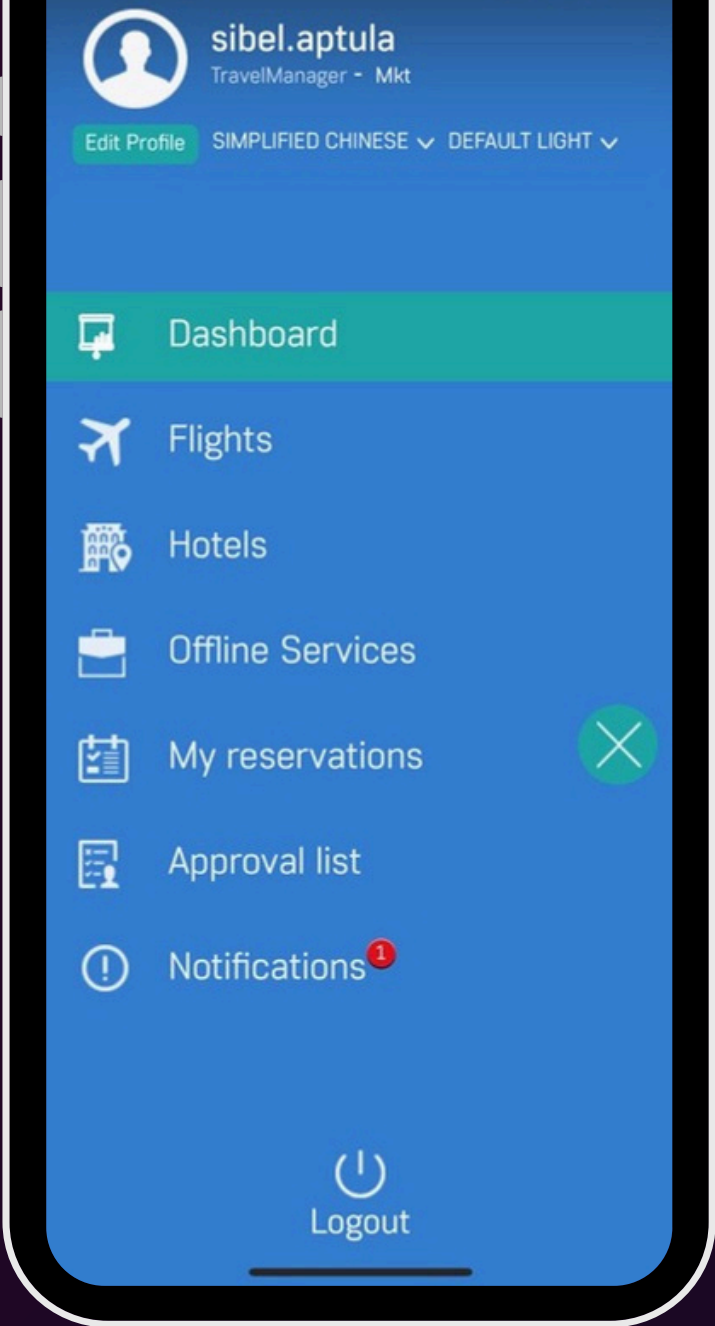 sibel.aptula
TravelManager - Mkt
Edit Profile SIMPLIFIED CHINESE DEFAULT LIGHT
Dashboard
Flights
Hotels
Offline Services
My reservations
Approval list
Notifications 1
Logout